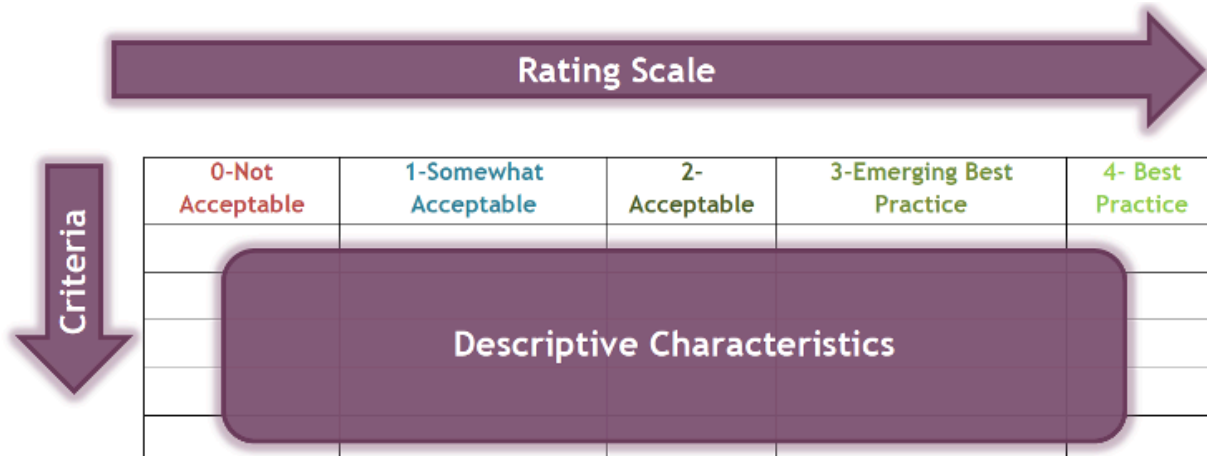 Rating Scale
0-Not
Acceptable
1-Somewhat
Acceptable
2-
Acceptable
3-Emerging Best
Practice
4- Best
Practice
Criteria
Descriptive Characteristics